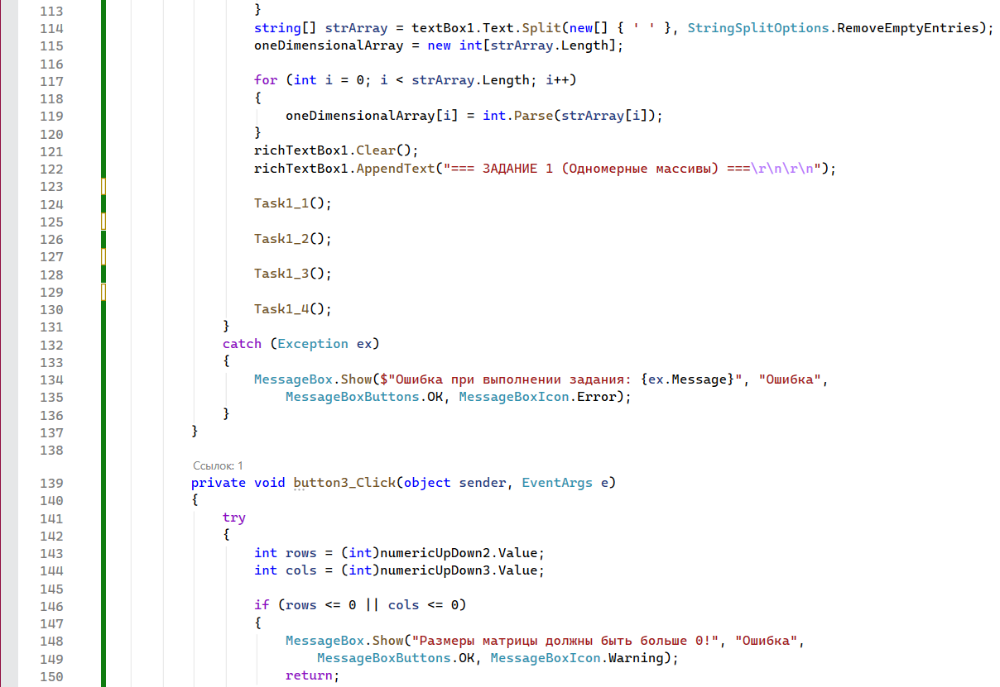 113 }
114 string[] strArray = textBox1.Text.Split(new[] { ' ' }, StringSplitOptions.RemoveEmptyEntries);
115 oneDimensionalArray = new int[strArray.Length];
116
117 for (int i = 0; i < strArray.Length; i++)
118 {
119 oneDimensionalArray[i] = int.Parse(strArray[i]);
120 }
121 richTextBox1.Clear();
122 richTextBox1.AppendText("=== ЗАДАНИЕ 1 (Одномерные массивы) ===\r\n\r\n");
123
124 Task1_1();
125
126 Task1_2();
127
128 Task1_3();
129
130 Task1_4();
131 }
132 catch (Exception ex)
133 {
134 MessageBox.Show($"Ошибка при выполнении задания: {ex.Message}", "Ошибка",
135 MessageBoxButtons.OK, MessageBoxIcon.Error);
136 }
137 }
138
Ссылок: 1
139 private void button3_Click(object sender, EventArgs e)
140 {
141 try
142 {
143 int rows = (int)numericUpDown2.Value;
144 int cols = (int)numericUpDown3.Value;
145
146 if (rows <= 0 || cols <= 0)
147 {
148 MessageBox.Show("Размеры матрицы должны быть больше 0!", "Ошибка",
149 MessageBoxButtons.OK, MessageBoxIcon.Warning);
150 return;